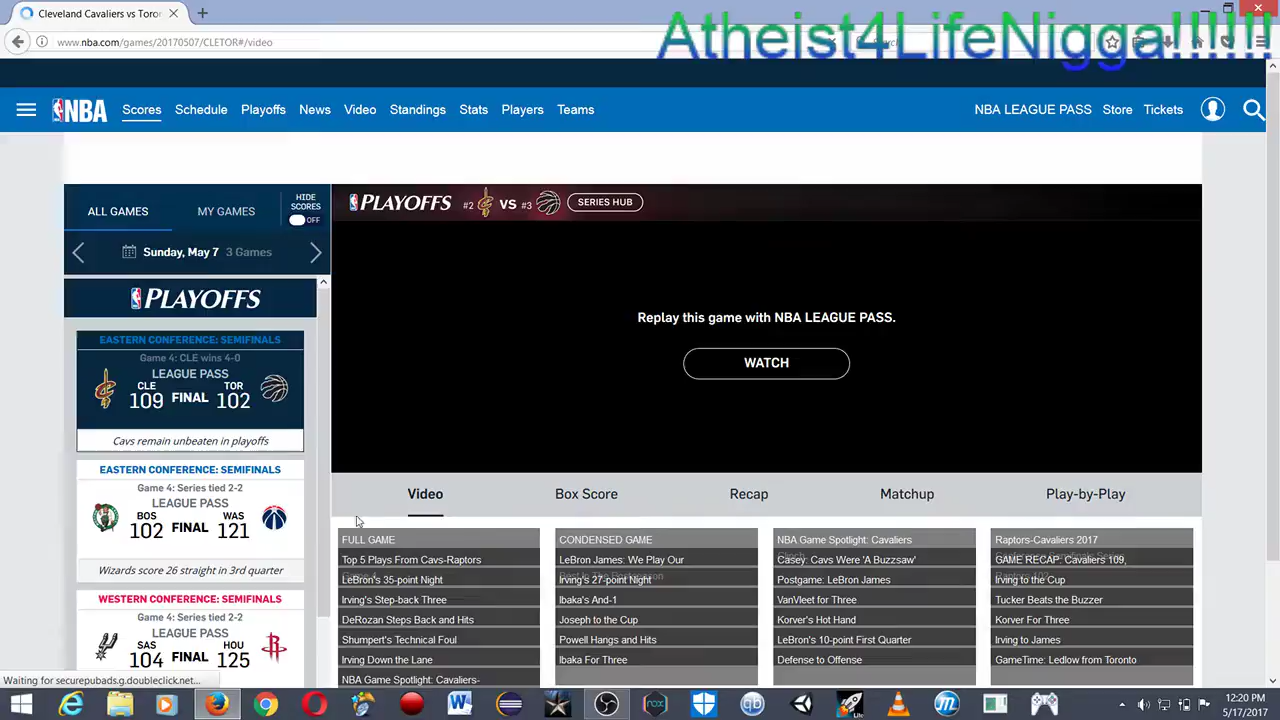 Cleveland Cavaliers vs Toror
Atheist4LifeNigga!!!!!!
www.nba.com/games/20170507/CLETOR#/video
NBA Scores Schedule Playoffs News Video Standings Stats Players Teams NBA LEAGUE PASS Store Tickets
ALL GAMES MY GAMES HIDE SCORES OFF
Sunday, May 7 3 Games
PLAYOFFS
EASTERN CONFERENCE: SEMIFINALS
Game 4: CLE wins 4-0
LEAGUE PASS
CLE TOR
109 FINAL 102
Cavs remain unbeaten in playoffs
EASTERN CONFERENCE: SEMIFINALS
Game 4: Series tied 2-2
LEAGUE PASS
BOS WAS
102 FINAL 121
Wizards score 26 straight in 3rd quarter
WESTERN CONFERENCE: SEMIFINALS
Game 4: Series tied 2-2
LEAGUE PASS
SAS HOU
104 FINAL 125
PLAYOFFS #2 VS #3 SERIES HUB
Replay this game with NBA LEAGUE PASS.
WATCH
Video Box Score Recap Matchup Play-by-Play
FULL GAME
Top 5 Plays From Cavs-Raptors
LeBron's 35-point Night
Irving's Step-back Three
DeRozan Steps Back and Hits
Shumpert's Technical Foul
Irving Down the Lane
NBA Game Spotlight: Cavaliers-
CONDENSED GAME
LeBron James: We Play Our
Irving's 27-point Night
Ibaka's And-1
Joseph to the Cup
Powell Hangs and Hits
Ibaka For Three
NBA Game Spotlight: Cavaliers
Casey: Cavs Were 'A Buzzsaw'
Postgame: LeBron James
VanVleet for Three
Korver's Hot Hand
LeBron's 10-point First Quarter
Defense to Offense
Raptors-Cavaliers 2017
GAME RECAP: Cavaliers 109,
Irving to the Cup
Tucker Beats the Buzzer
Korver For Three
Irving to James
GameTime: Ledlow from Toronto
Waiting for securepubads.g.doubleclick.net...
12:20 PM
5/17/2017